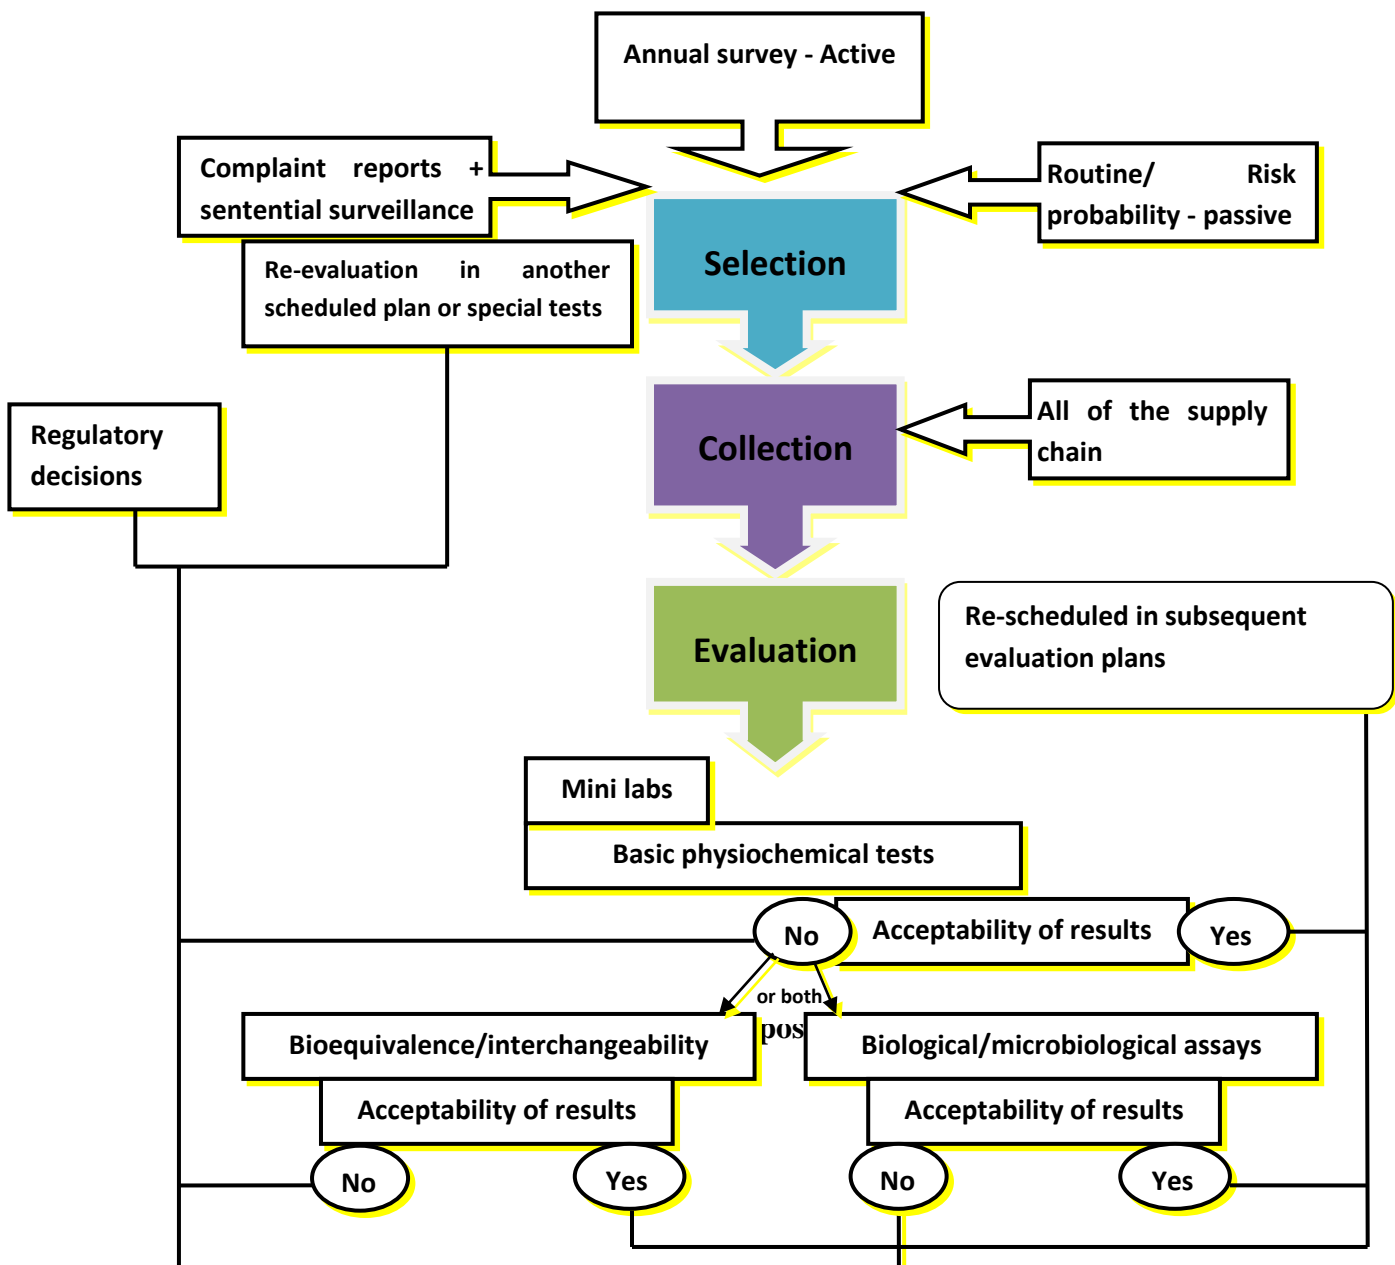 Annual survey - Active
Complaint reports +
sentential surveillance
Routine/ Risk
probability - passive
Selection
Re-evaluation in another
scheduled plan or special tests
Regulatory
decisions
Collection
All of the supply
chain
Evaluation
Re-scheduled in subsequent
evaluation plans
Mini labs
Basic physiochemical tests
No
Acceptability of results
Yes
or both
pos
Bioequivalence/interchangeability
Biological/microbiological assays
Acceptability of results
Acceptability of results
No
Yes
No
Yes